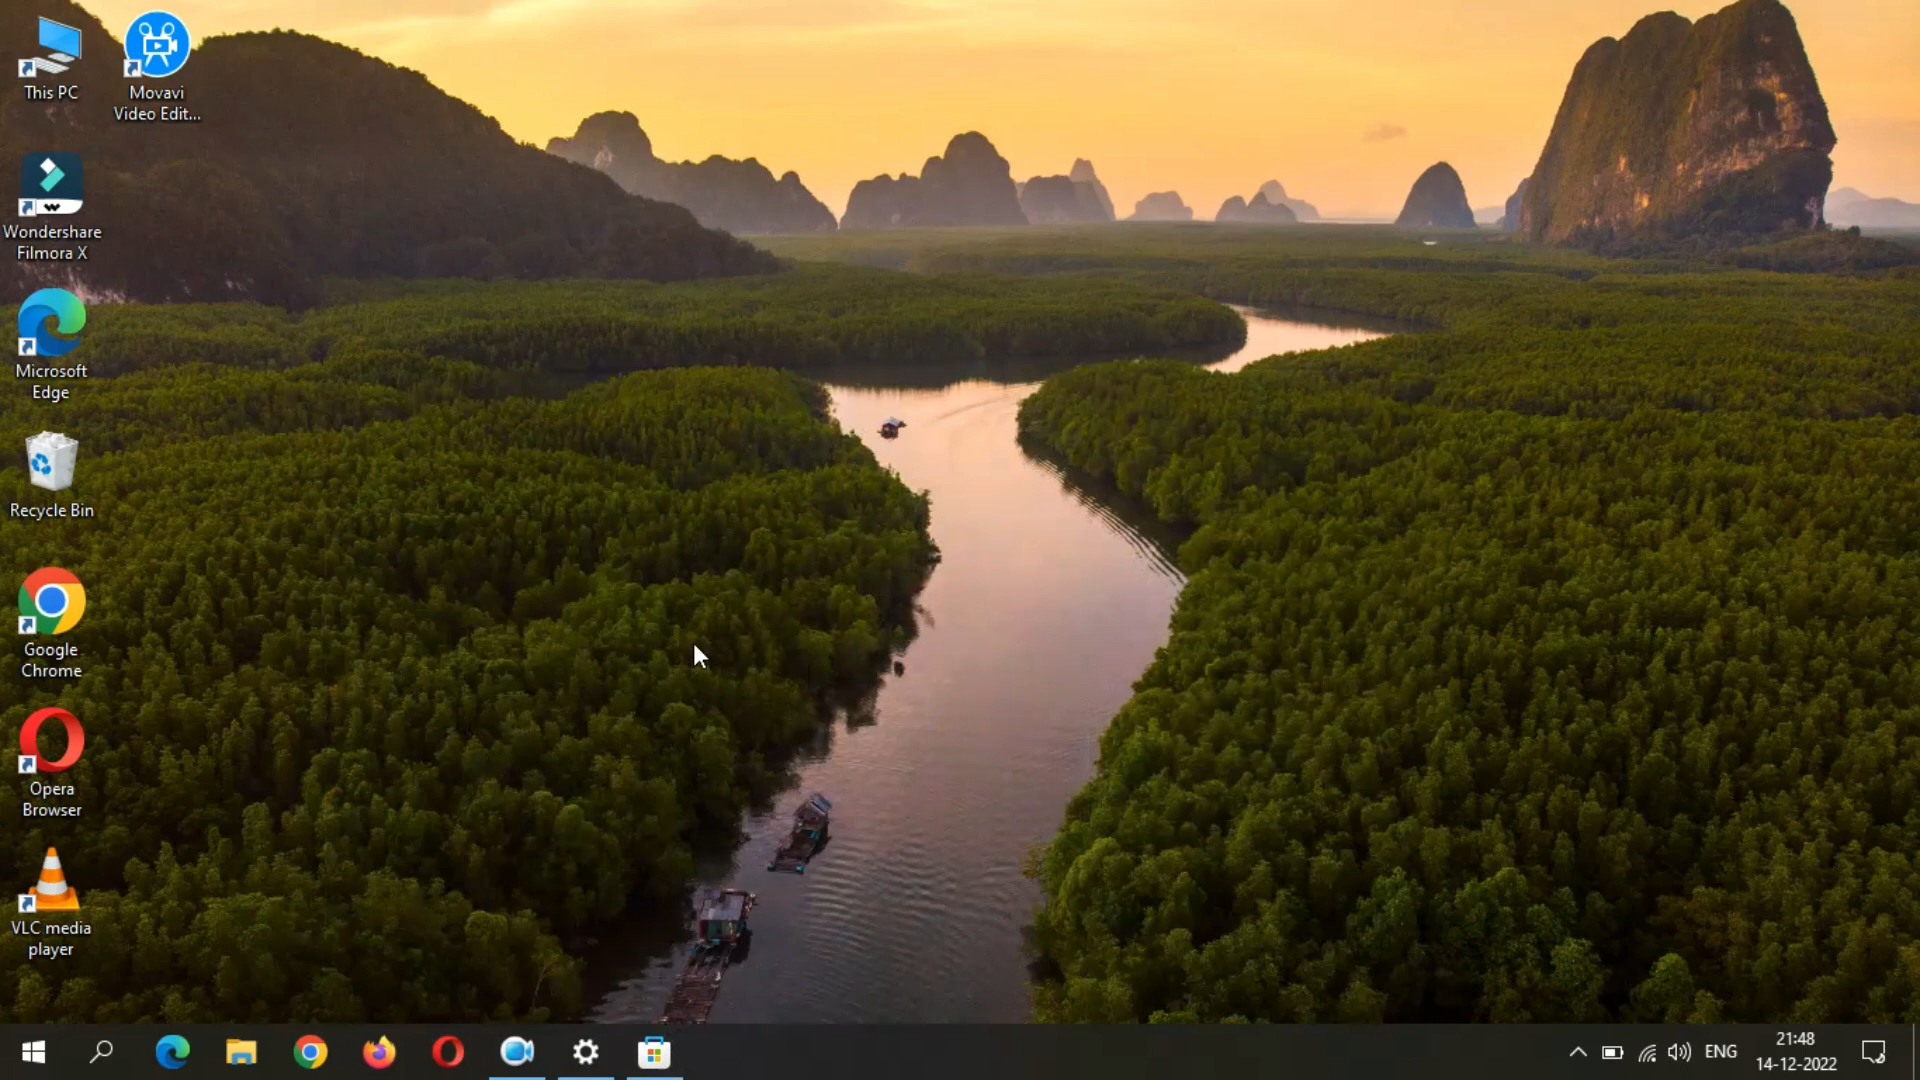 This PC
Movavi
Video Edit...
Wondershare
Filmora X
Microsoft
Edge
Recycle Bin
Google
Chrome
Opera
Browser
VLC media
player
ENG
21:48
14-12-2022